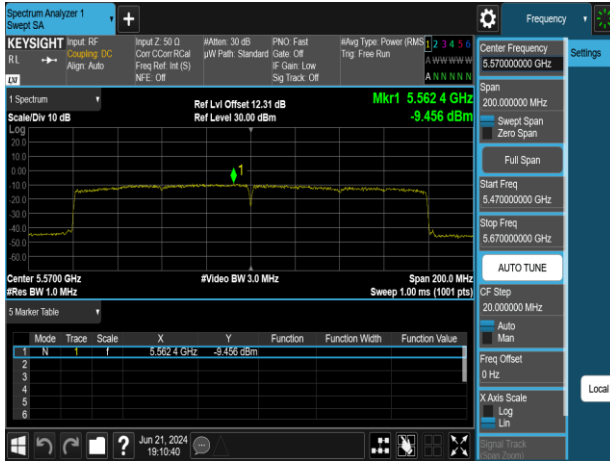 Spectrum Analyzer 1
Swept SA
+
Frequency
KEYSIGHT
RL
LXI
Input: RF
Coupling: DC
Align: Auto
Input Z: 50 Ω
Corr CCorr RCal
Freq Ref: Int (S)
NFE: Off
#Atten: 30 dB
µW Path: Standard
PNO: Fast
Gate: Off
IF Gain: Low
Sig Track: Off
#Avg Type: Power (RMS
Trig: Free Run
1 2 3 4 5 6
A W W W W W
A N N N N N
Center Frequency
5.570000000 GHz
Settings
Span
200.000000 MHz
Swept Span
Zero Span
Full Span
Start Freq
5.470000000 GHz
Stop Freq
5.670000000 GHz
AUTO TUNE
CF Step
20.000000 MHz
Auto
Man
Freq Offset
0 Hz
X Axis Scale
Log
Lin
Signal Track
(Span Zoom)
Local
1 Spectrum
Scale/Div 10 dB
Ref Lvl Offset 12.31 dB
Ref Level 30.00 dBm
Mkr1 5.562 4 GHz
-9.456 dBm
Log
20.0
10.0
0.00
-10.0
-20.0
-30.0
-40.0
-50.0
-60.0
1
Center 5.5700 GHz
#Res BW 1.0 MHz
#Video BW 3.0 MHz
Span 200.0 MHz
Sweep 1.00 ms (1001 pts)
5 Marker Table
Mode Trace Scale X Y Function Function Width Function Value
1 N 1 f 5.562 4 GHz -9.456 dBm
2
3
4
5
6
?
Jun 21, 2024
19:10:40